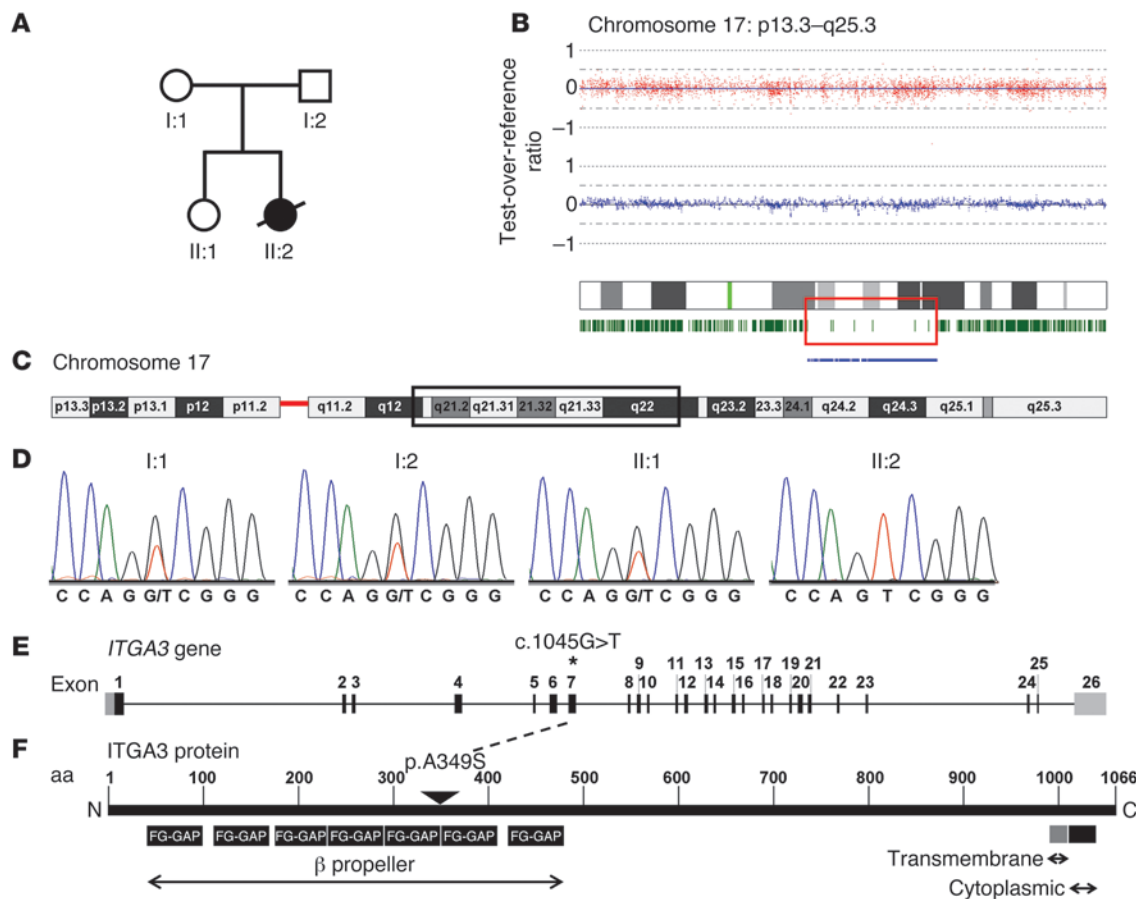 A
I:1
I:2
II:1
II:2
B
Chromosome 17: p13.3–q25.3
Test-over-reference
ratio
1
0
–1
1
0
–1
C Chromosome 17
p13.3 p13.2 p13.1 p12 p11.2 q11.2 q12 q21.2 q21.31 21.32 q21.33 q22 q23.2 23.3 24.1 q24.2 q24.3 q25.1 q25.3
D
I:1 I:2 II:1 II:2
C C A G G/T C G G G
C C A G G/T C G G G
C C A G G/T C G G G
C C A G T C G G G
c.1045G>T
E ITGA3 gene
*
9 11 13 15 17 19 21 25
Exon 1 2 3 4 5 6 7 8 10 12 14 16 18 20 22 23 24 26
F ITGA3 protein
p.A349S
aa
1 100 200 300 400 500 600 700 800 900 1000 1066
N C
FG-GAP FG-GAP FG-GAP FG-GAP FG-GAP FG-GAP FG-GAP
β propeller
Transmembrane
Cytoplasmic